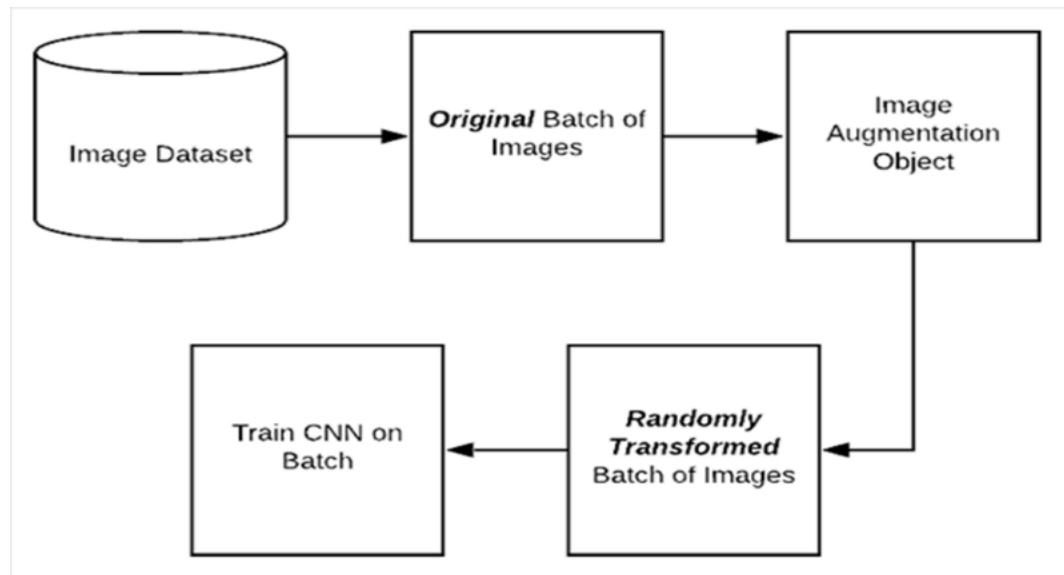 Image Dataset
Original Batch of
Images
Image
Augmentation
Object
Randomly
Transformed
Batch of Images
Train CNN on
Batch